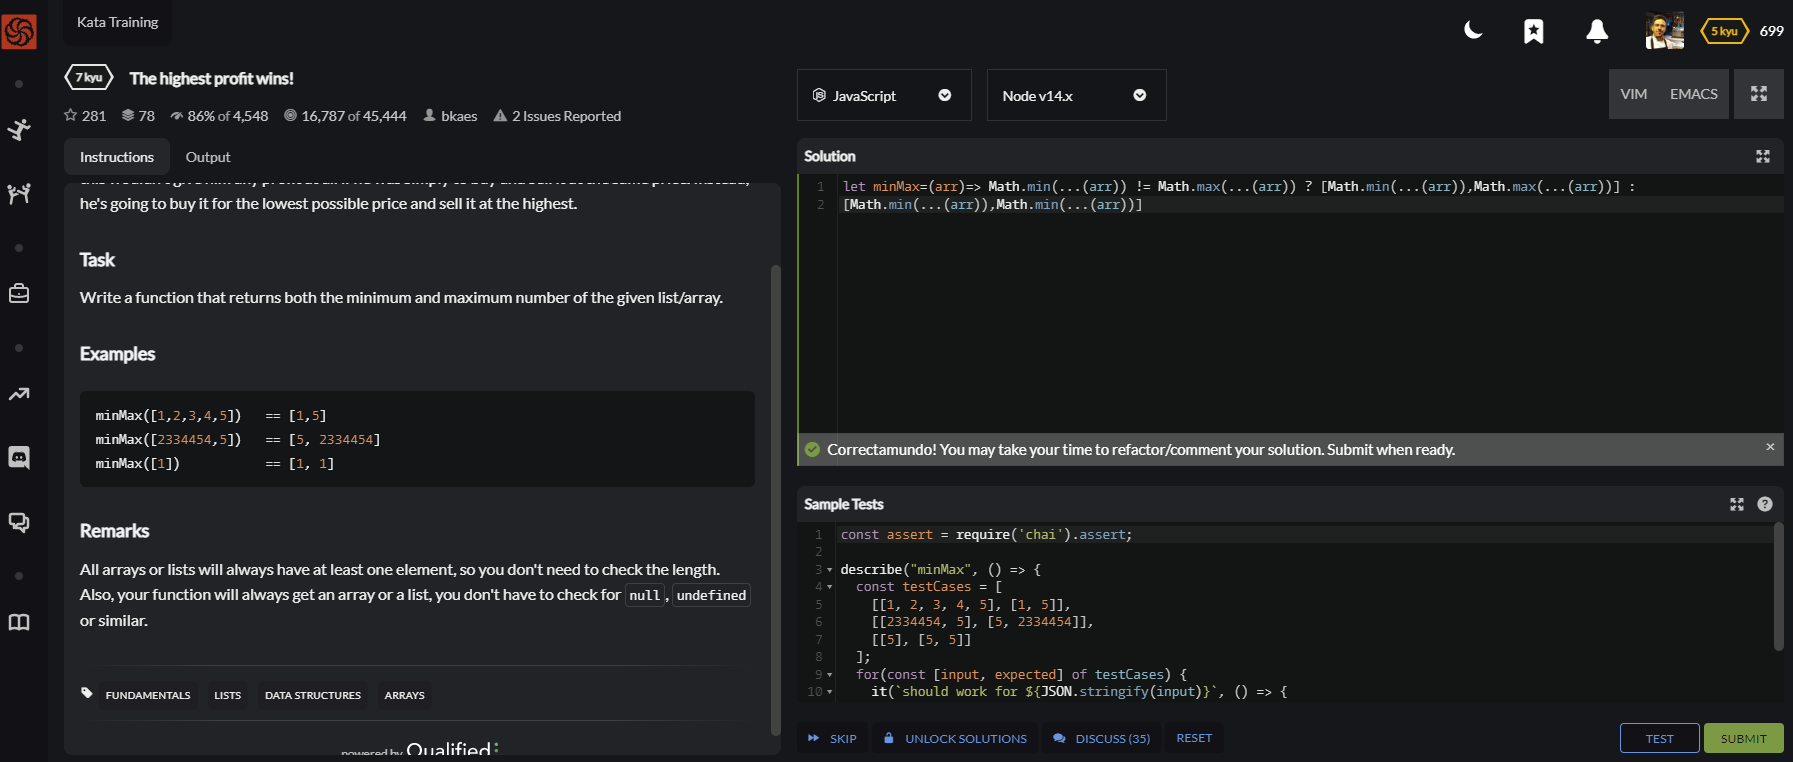 Kata Training
5 kyu
699
7 kyu
The highest profit wins!
281
78
86% of 4,548
16,787 of 45,444
bkaes
2 Issues Reported
Instructions
Output
he's going to buy it for the lowest possible price and sell it at the highest.
Task
Write a function that returns both the minimum and maximum number of the given list/array.
Examples
minMax([1,2,3,4,5])   == [1,5]
minMax([2334454,5])   == [5, 2334454]
minMax([1])           == [1, 1]
Remarks
All arrays or lists will always have at least one element, so you don't need to check the length.
Also, your function will always get an array or a list, you don't have to check for null, undefined
or similar.
FUNDAMENTALS
LISTS
DATA STRUCTURES
ARRAYS
powered by Qualified
JavaScript
Node v14.x
VIM
EMACS
Solution
1 let minMax=(arr)=> Math.min(...(arr)) != Math.max(...(arr)) ? [Math.min(...(arr)),Math.max(...(arr))] :
2 [Math.min(...(arr)),Math.min(...(arr))]
Correctamundo! You may take your time to refactor/comment your solution. Submit when ready.
Sample Tests
1 const assert = require('chai').assert;
2
3 describe("minMax", () => {
4   const testCases = [
5     [[1, 2, 3, 4, 5], [1, 5]],
6     [[2334454, 5], [5, 2334454]],
7     [[5], [5, 5]]
8   ];
9   for(const [input, expected] of testCases) {
10     it(`should work for ${JSON.stringify(input)}`, () => {
SKIP
UNLOCK SOLUTIONS
DISCUSS (35)
RESET
TEST
SUBMIT